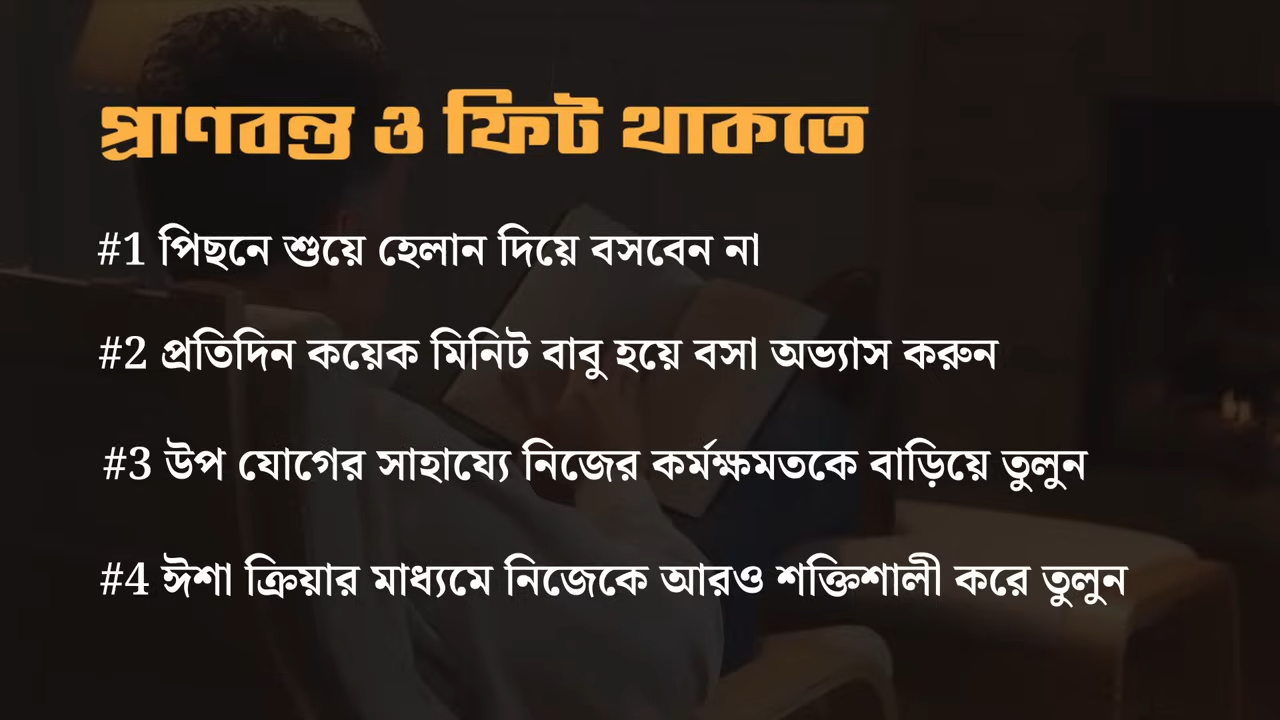 প্রাণবন্ত ও ফিট থাকতে
#1 পিছনে শুয়ে হেলান দিয়ে বসবেন না
#2 প্রতিদিন কয়েক মিনিট বাবু হয়ে বসা অভ্যাস করুন
#3 উপ যোগের সাহায্যে নিজের কর্মক্ষমতকে বাড়িয়ে তুলুন
#4 ঈশা ক্রিয়ার মাধ্যমে নিজেকে আরও শক্তিশালী করে তুলুন